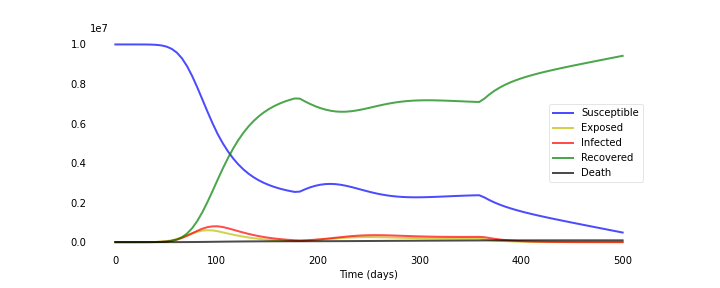 1e7
1.0
0.8
0.6
0.4
0.2
0.0
0 100 200 300 400 500
Time (days)
Susceptible
Exposed
Infected
Recovered
Death